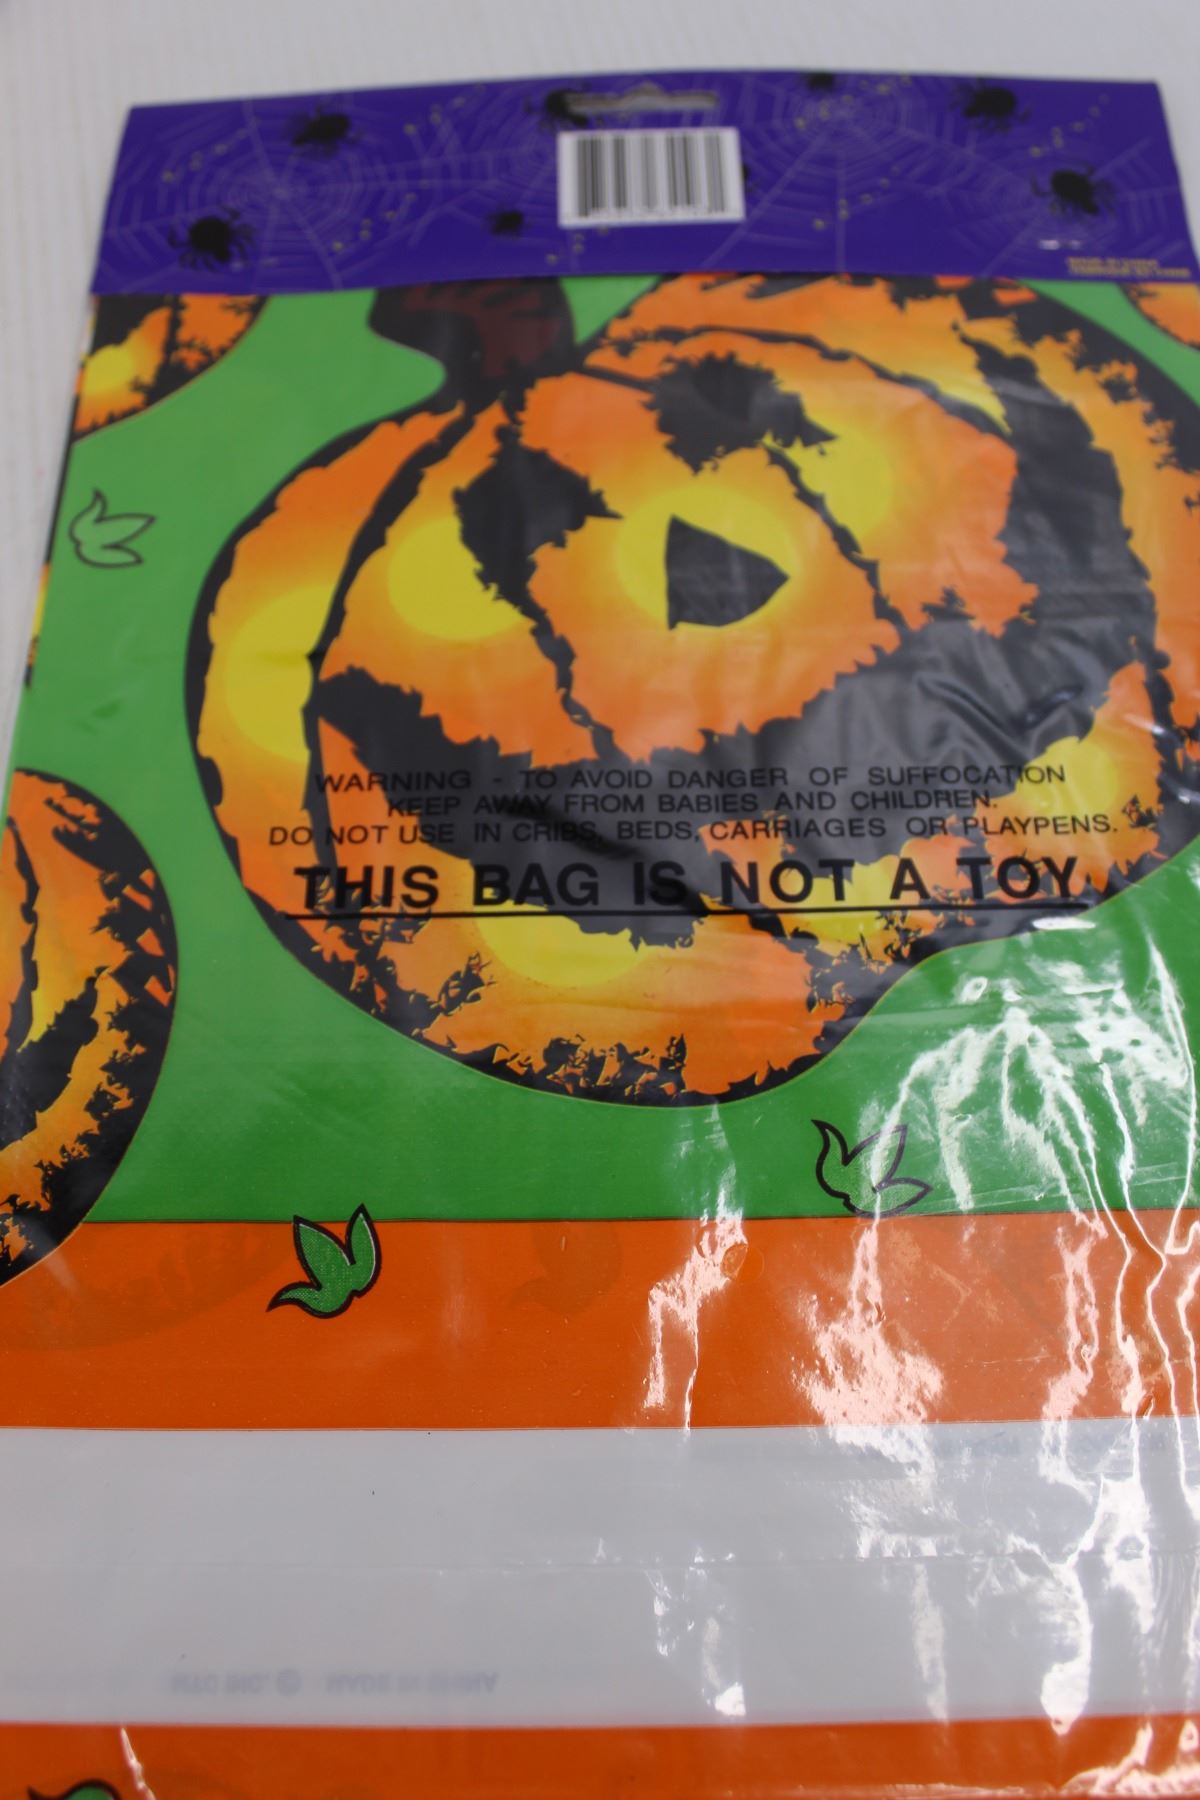 WARNING - TO AVOID DANGER OF SUFFOCATION
KEEP AWAY FROM BABIES AND CHILDREN.
DO NOT USE IN CRIBS, BEDS, CARRIAGES OR PLAYPENS.
THIS BAG IS NOT A TOY